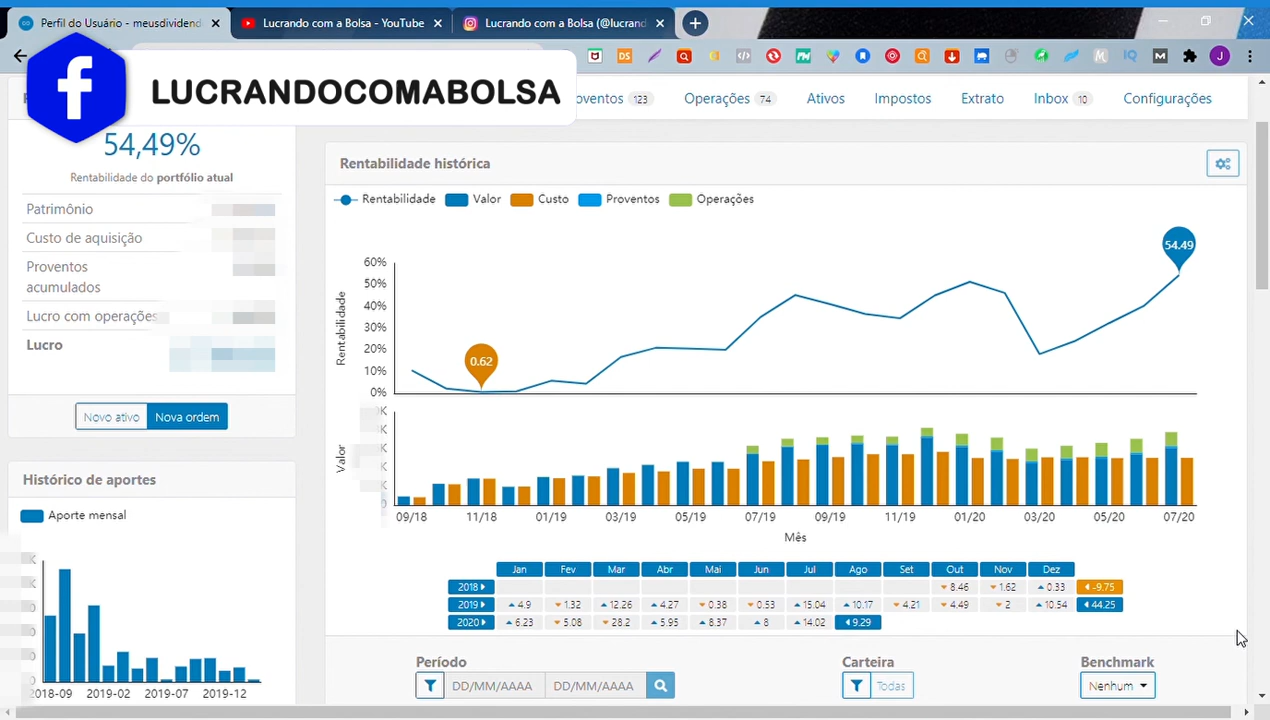 Perfil do Usuário - meusdividend
Lucrando com a Bolsa - YouTube
Lucrando com a Bolsa (@lucrand
LUCRANDOCOMABOLSA
oventos 123
Operações 74
Ativos
Impostos
Extrato
Inbox 10
Configurações
54,49%
Rentabilidade do portfólio atual
Patrimônio
Custo de aquisição
Proventos
acumulados
Lucro com operações
Lucro
Novo ativo
Nova ordem
Histórico de aportes
Aporte mensal
2018-09 2019-02 2019-07 2019-12
Rentabilidade histórica
Rentabilidade Valor Custo Proventos Operações
54.49
0.62
Rentabilidade
60%
50%
40%
30%
20%
10%
0%
Valor
K
K
K
K
0
09/18 11/18 01/19 03/19 05/19 07/19 09/19 11/19 01/20 03/20 05/20 07/20
Mês
Jan Fev Mar Abr Mai Jun Jul Ago Set Out Nov Dez
2018 8.46 1.62 0.33 -9.75
2019 4.9 1.32 12.26 4.27 0.38 0.53 15.04 10.17 4.21 4.49 2 10.54 44.25
2020 6.23 5.08 28.2 5.95 8.37 8 14.02 9.29
Período
DD/MM/AAAA DD/MM/AAAA
Carteira
Todas
Benchmark
Nenhum